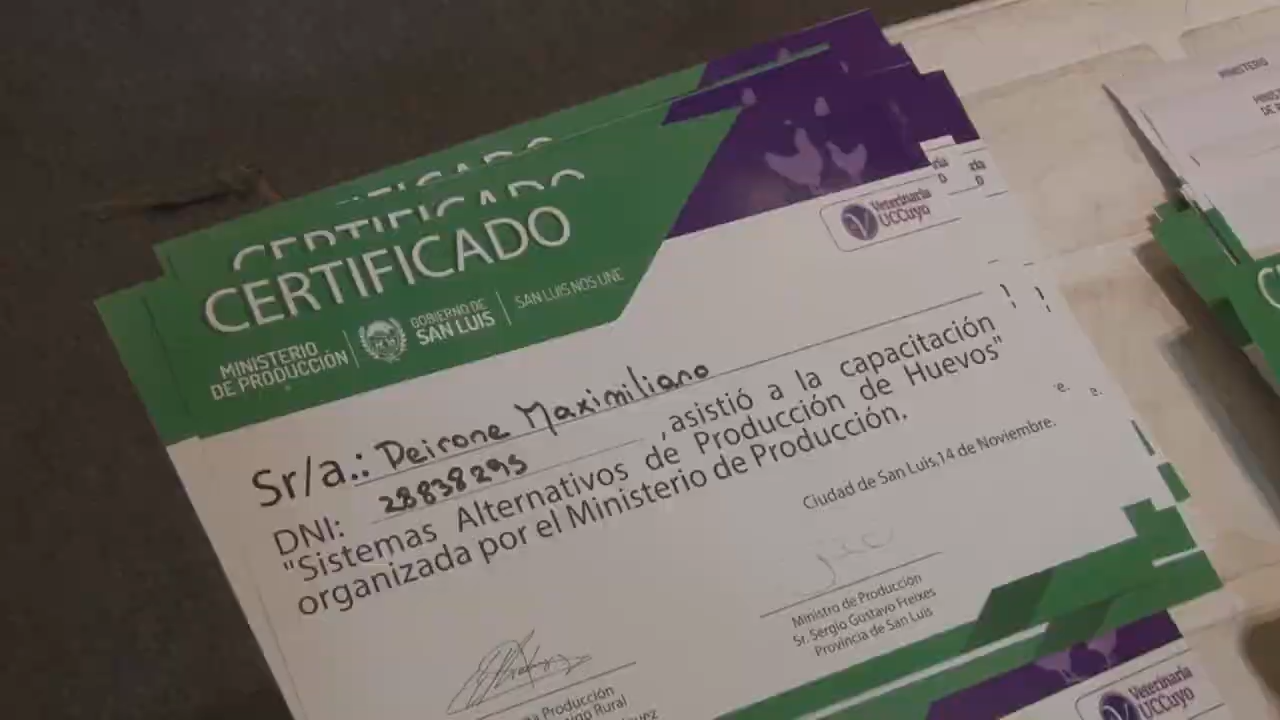 CERTIFICADO
CERTIFICADO
MINISTERIO
DE PRODUCCIÓN
GOBIERNO DE
SAN LUIS
SAN LUIS NOS UNE
Veterinaria
UCCuyo
Sr/a.: Deirone Maximiliano
DNI: 28838295 ,asistió a la capacitación
"Sistemas Alternativos de Producción de Huevos"
organizada por el Ministerio de Producción.
Ciudad de San Luis,14 de Noviembre.
Ministro de Producción
Sr. Sergio Gustavo Freixes
Provincia de San Luis
Producción
Rural
Veterinaria
UCCuyo
MINISTERIO